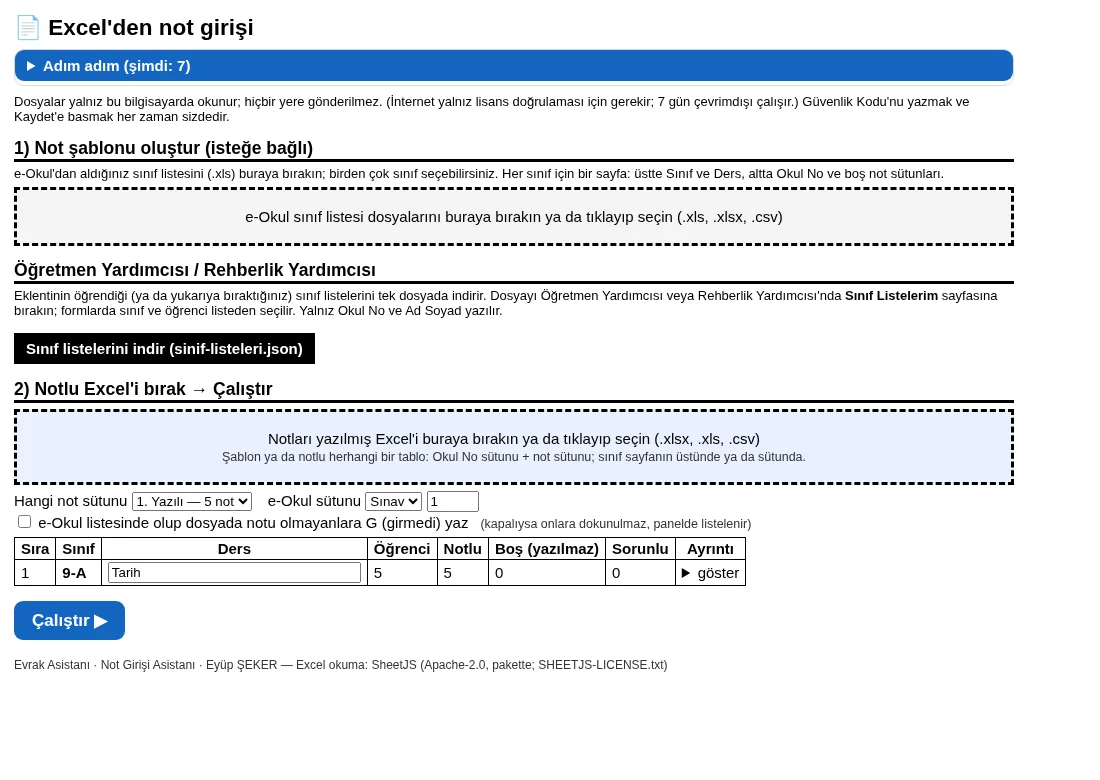 📄 Excel'den not girişi
▶ Adım adım (şimdi: 7)
Dosyalar yalnız bu bilgisayarda okunur; hiçbir yere gönderilmez. (İnternet yalnız lisans doğrulaması için gerekir; 7 gün çevrimdışı çalışır.) Güvenlik Kodu'nu yazmak ve
Kaydet'e basmak her zaman sizdedir.
1) Not şablonu oluştur (isteğe bağlı)
e-Okul'dan aldığınız sınıf listesini (.xls) buraya bırakın; birden çok sınıf seçebilirsiniz. Her sınıf için bir sayfa: üstte Sınıf ve Ders, altta Okul No ve boş not sütunları.
e-Okul sınıf listesi dosyalarını buraya bırakın ya da tıklayıp seçin (.xls, .xlsx, .csv)
Öğretmen Yardımcısı / Rehberlik Yardımcısı
Eklentinin öğrendiği (ya da yukarıya bıraktığınız) sınıf listelerini tek dosyada indirir. Dosyayı Öğretmen Yardımcısı veya Rehberlik Yardımcısı'nda Sınıf Listelerim sayfasına
bırakın; formlarda sınıf ve öğrenci listeden seçilir. Yalnız Okul No ve Ad Soyad yazılır.
Sınıf listelerini indir (sinif-listeleri.json)
2) Notlu Excel'i bırak → Çalıştır
Notları yazılmış Excel'i buraya bırakın ya da tıklayıp seçin (.xlsx, .xls, .csv)
Şablon ya da notlu herhangi bir tablo: Okul No sütunu + not sütunu; sınıf sayfanın üstünde ya da sütunda.
Hangi not sütunu 1. Yazılı — 5 not e-Okul sütunu Sınav 1
e-Okul listesinde olup dosyada notu olmayanlara G (girmedi) yaz (kapalıysa onlara dokunulmaz, panelde listelenir)
Sıra Sınıf Ders Öğrenci Notlu Boş (yazılmaz) Sorunlu Ayrıntı
1 9-A Tarih 5 5 0 0 ▶ göster
Çalıştır ▶
Evrak Asistanı · Not Girişi Asistanı · Eyüp ŞEKER — Excel okuma: SheetJS (Apache-2.0, pakette; SHEETJS-LICENSE.txt)